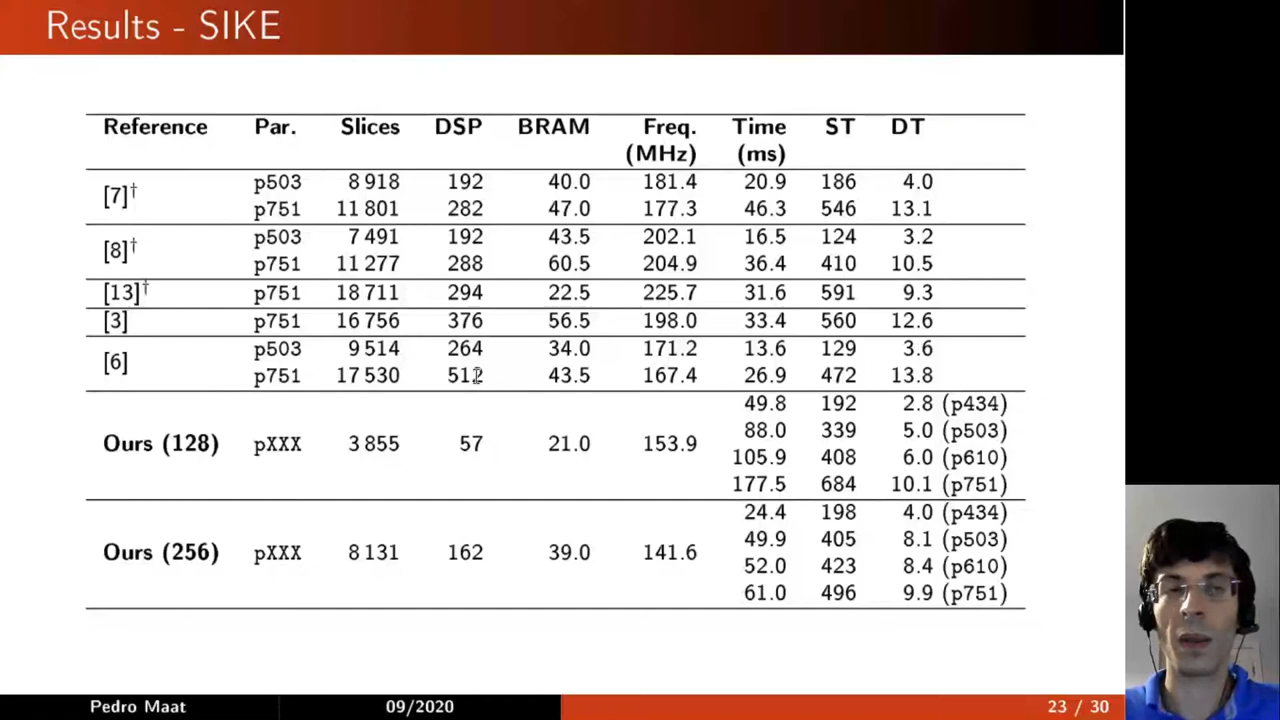 Results - SIKE
Reference Par. Slices DSP BRAM Freq. Time ST DT
(MHz) (ms)
[7]† p503 8 918 192 40.0 181.4 20.9 186 4.0
p751 11 801 282 47.0 177.3 46.3 546 13.1
[8]† p503 7 491 192 43.5 202.1 16.5 124 3.2
p751 11 277 288 60.5 204.9 36.4 410 10.5
[13]† p751 18 711 294 22.5 225.7 31.6 591 9.3
[3] p751 16 756 376 56.5 198.0 33.4 560 12.6
[6] p503 9 514 264 34.0 171.2 13.6 129 3.6
p751 17 530 512 43.5 167.4 26.9 472 13.8
Ours (128) pXXX 3 855 57 21.0 153.9 49.8 192 2.8 (p434)
88.0 339 5.0 (p503)
105.9 408 6.0 (p610)
177.5 684 10.1 (p751)
Ours (256) pXXX 8 131 162 39.0 141.6 24.4 198 4.0 (p434)
49.9 405 8.1 (p503)
52.0 423 8.4 (p610)
61.0 496 9.9 (p751)
Pedro Maat 09/2020 23 / 30